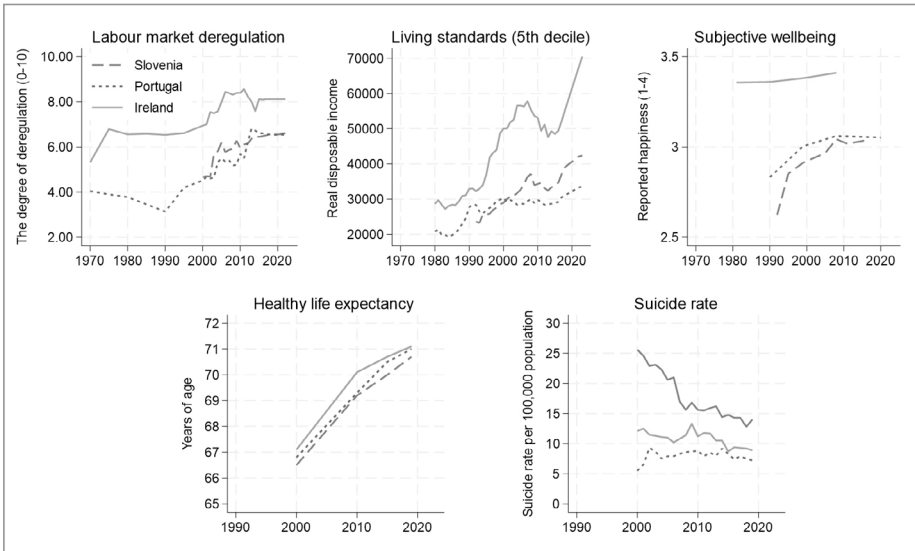 Labour market deregulation
The degree of deregulation (0-10)
10.00
8.00
6.00
4.00
2.00
Slovenia
Portugal
Ireland
1970 1980 1990 2000 2010 2020
Living standards (5th decile)
Real disposable income
70000
60000
50000
40000
30000
20000
1970 1980 1990 2000 2010 2020
Subjective wellbeing
Reported happiness (1-4)
3.5
3
2.5
1970 1980 1990 2000 2010 2020
Healthy life expectancy
Years of age
72
71
70
69
68
67
66
65
1990 2000 2010 2020
Suicide rate
Suicide rate per 100,000 population
30
25
20
15
10
5
0
1990 2000 2010 2020